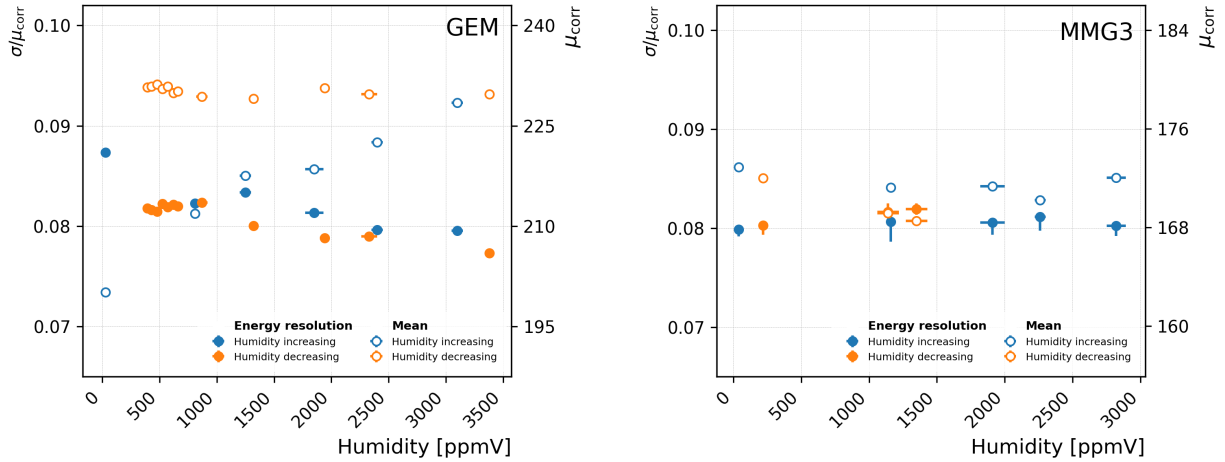 GEM
σ/μcorr
μcorr
0.10
0.09
0.08
0.07
240
225
210
195
Energy resolution
Humidity increasing
Humidity decreasing
Mean
Humidity increasing
Humidity decreasing
0
500
1000
1500
2000
2500
3000
3500
Humidity [ppmV]
MMG3
σ/μcorr
μcorr
0.10
0.09
0.08
0.07
184
176
168
160
Energy resolution
Humidity increasing
Humidity decreasing
Mean
Humidity increasing
Humidity decreasing
0
500
1000
1500
2000
2500
3000
Humidity [ppmV]